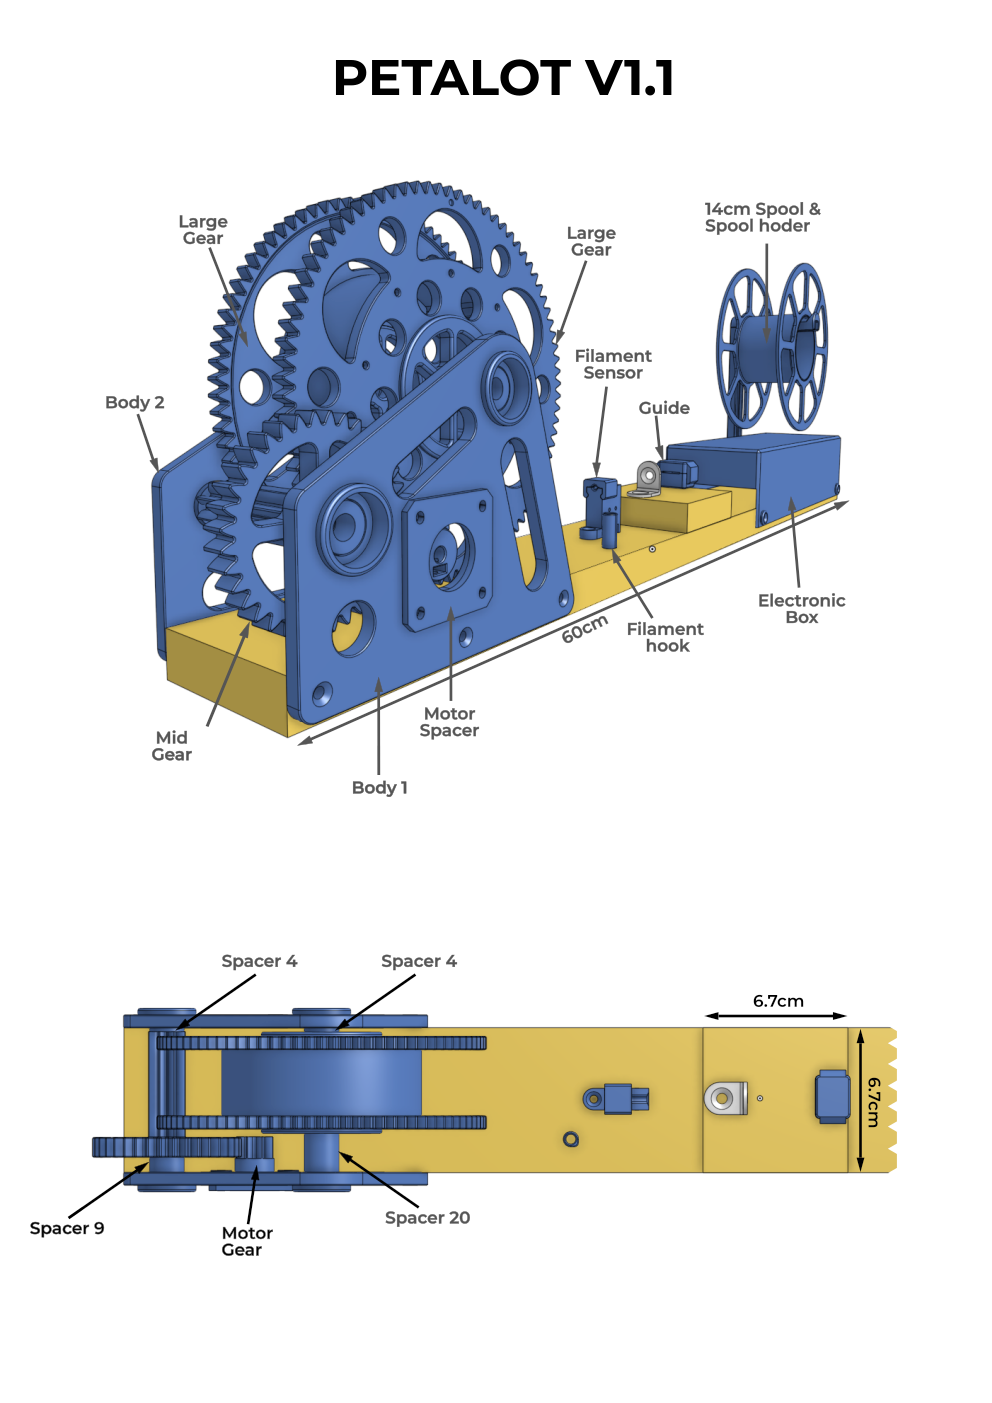 PETALOT V1.1
Large
Gear
14cm Spool &
Spool hoder
Large
Gear
Filament
Sensor
Body 2
Guide
Electronic
Box
60cm
Filament
hook
Motor
Spacer
Mid
Gear
Body 1
Spacer 4
Spacer 4
6.7cm
6.7cm
Spacer 9
Motor
Gear
Spacer 20